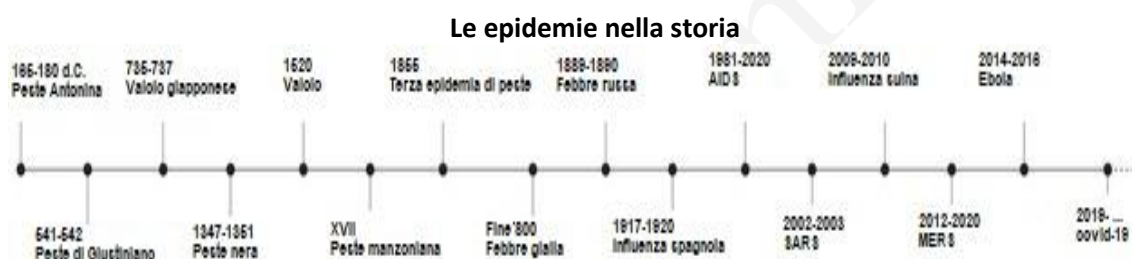 Le epidemie nella storia
165-180 d.C.
Peste Antonina
735-737
Vaiolo giapponese
1520
Vaiolo
1855
Terza epidemia di peste
1889-1890
Febbre russa
1981-2020
AIDS
2009-2010
Influenza suina
2014-2016
Ebola
541-542
Peste di Giustiniano
1347-1351
Peste nera
XVII
Peste manzoniana
Fine'800
Febbre gialla
1917-1920
Influenza spagnola
2002-2003
SARS
2012-2020
MERS
2019- ...
covid-19